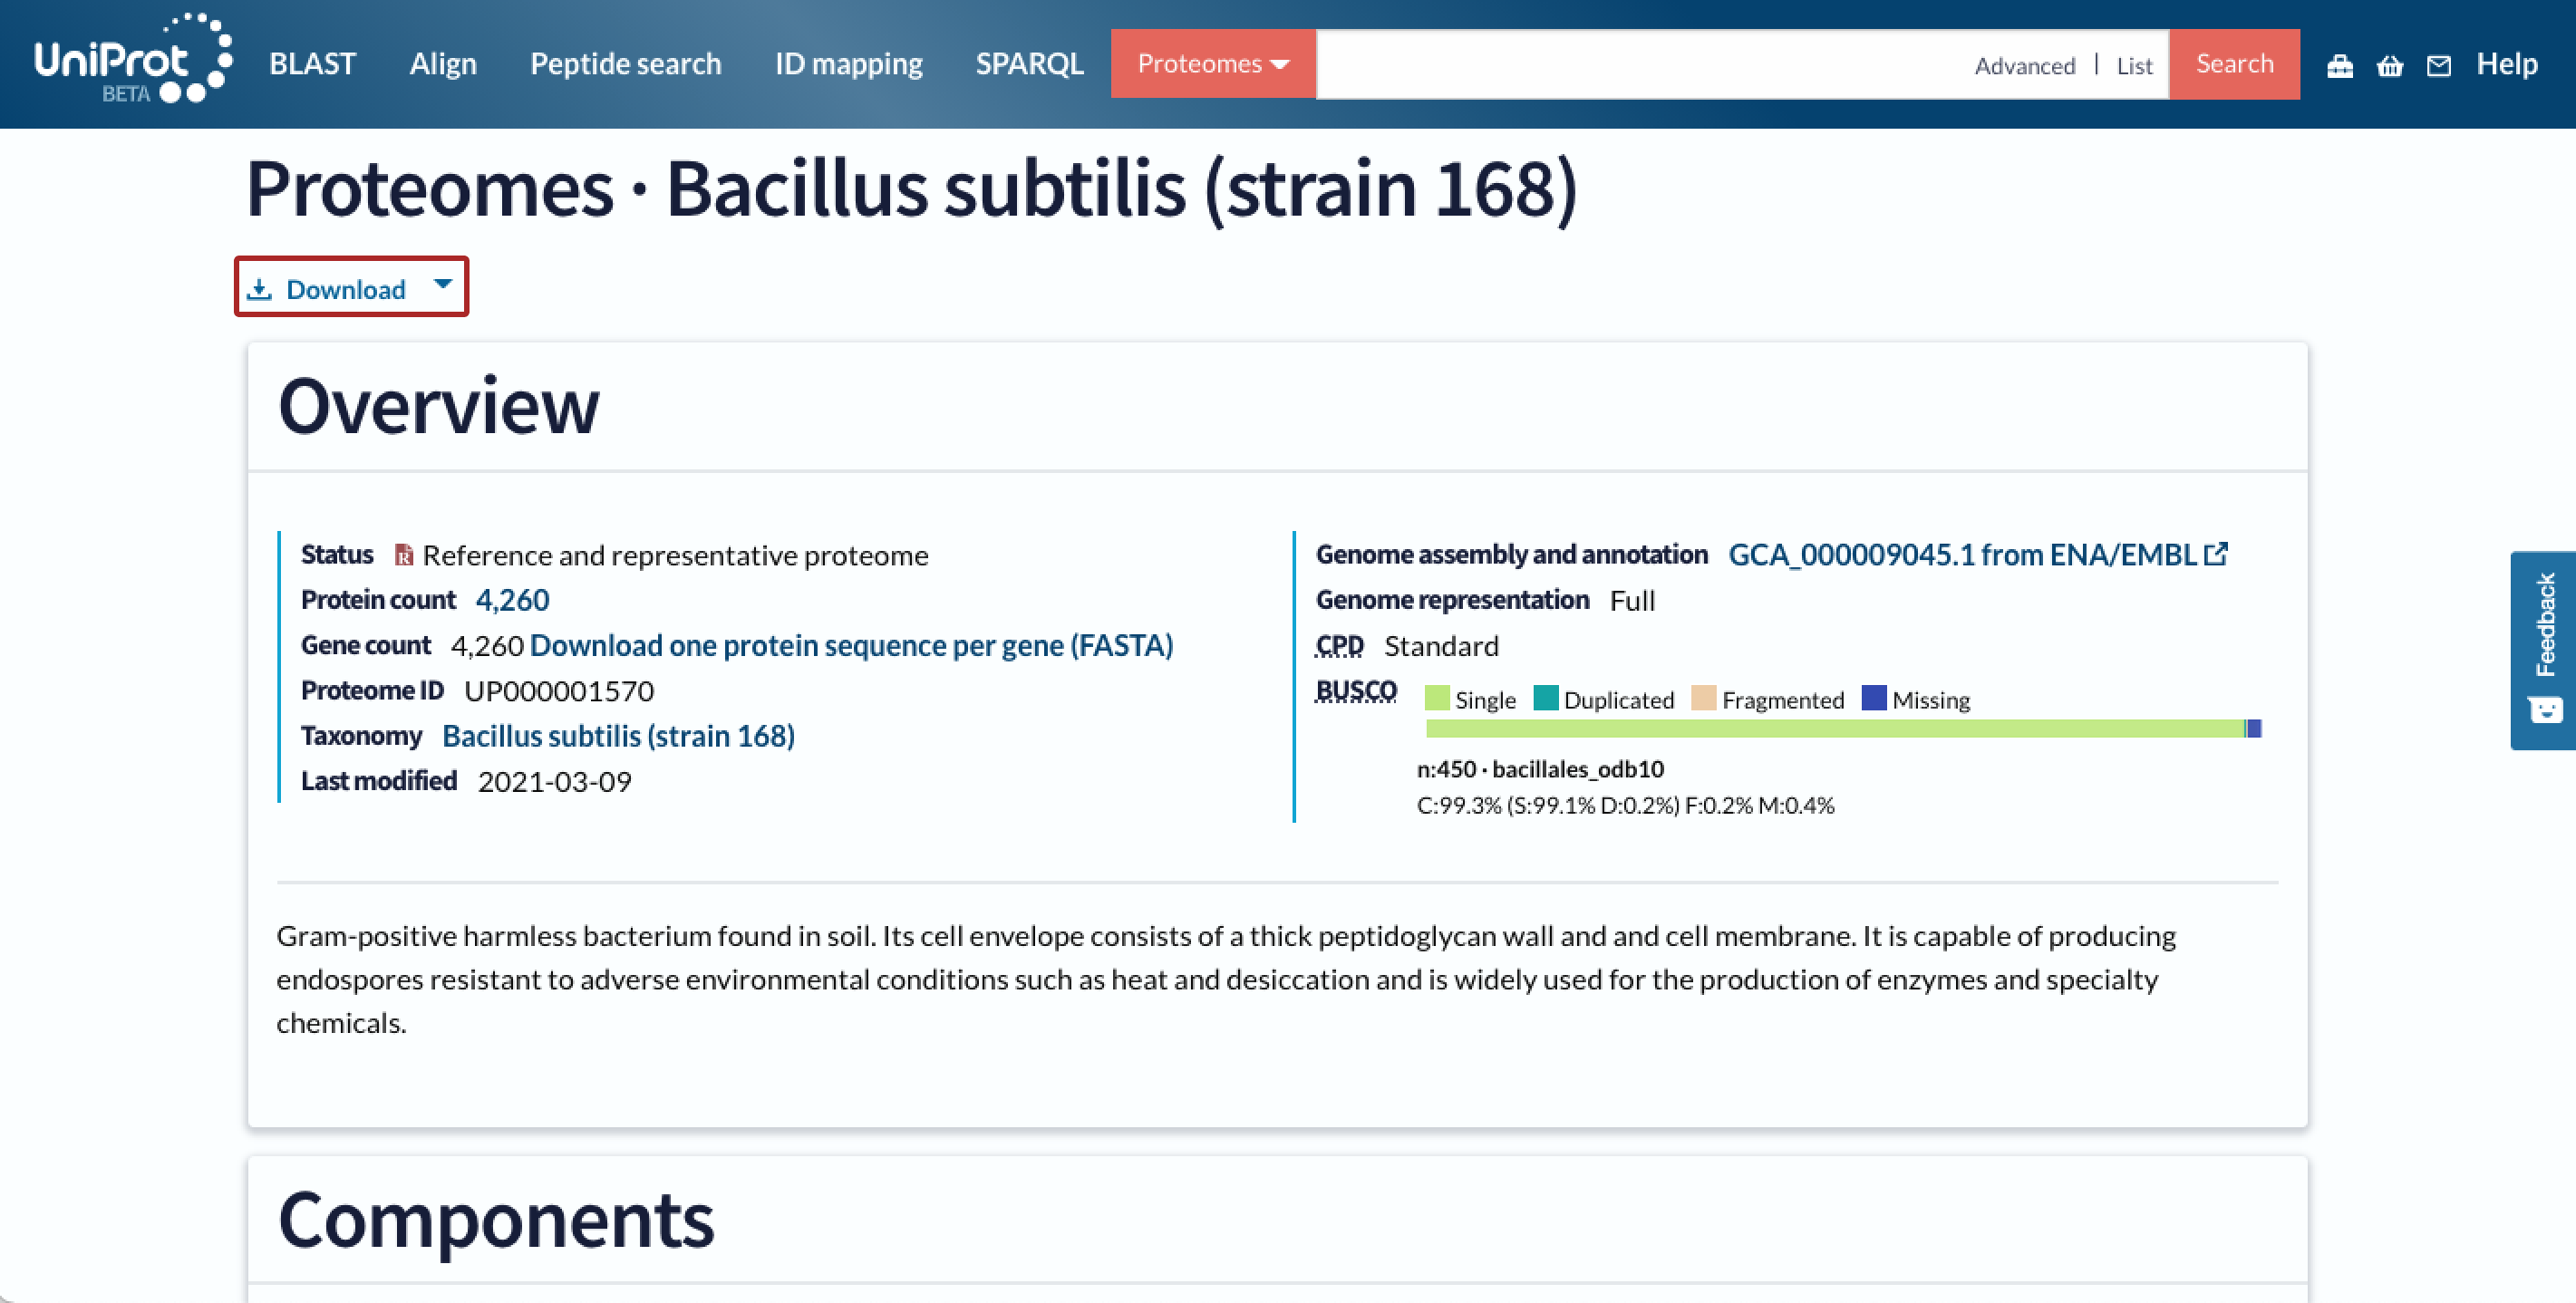 UniProt BETA BLAST Align Peptide search ID mapping SPARQL Proteomes Advanced | List Search Help
Proteomes · Bacillus subtilis (strain 168)
Download
Overview
Status R Reference and representative proteome
Protein count 4,260
Gene count 4,260 Download one protein sequence per gene (FASTA)
Proteome ID UP000001570
Taxonomy Bacillus subtilis (strain 168)
Last modified 2021-03-09
Genome assembly and annotation GCA_000009045.1 from ENA/EMBL
Genome representation Full
CPD Standard
BUSCO Single Duplicated Fragmented Missing
n:450 · bacillales_odb10
C:99.3% (S:99.1% D:0.2%) F:0.2% M:0.4%
Feedback
Gram-positive harmless bacterium found in soil. Its cell envelope consists of a thick peptidoglycan wall and and cell membrane. It is capable of producing
endospores resistant to adverse environmental conditions such as heat and desiccation and is widely used for the production of enzymes and specialty
chemicals.
Components